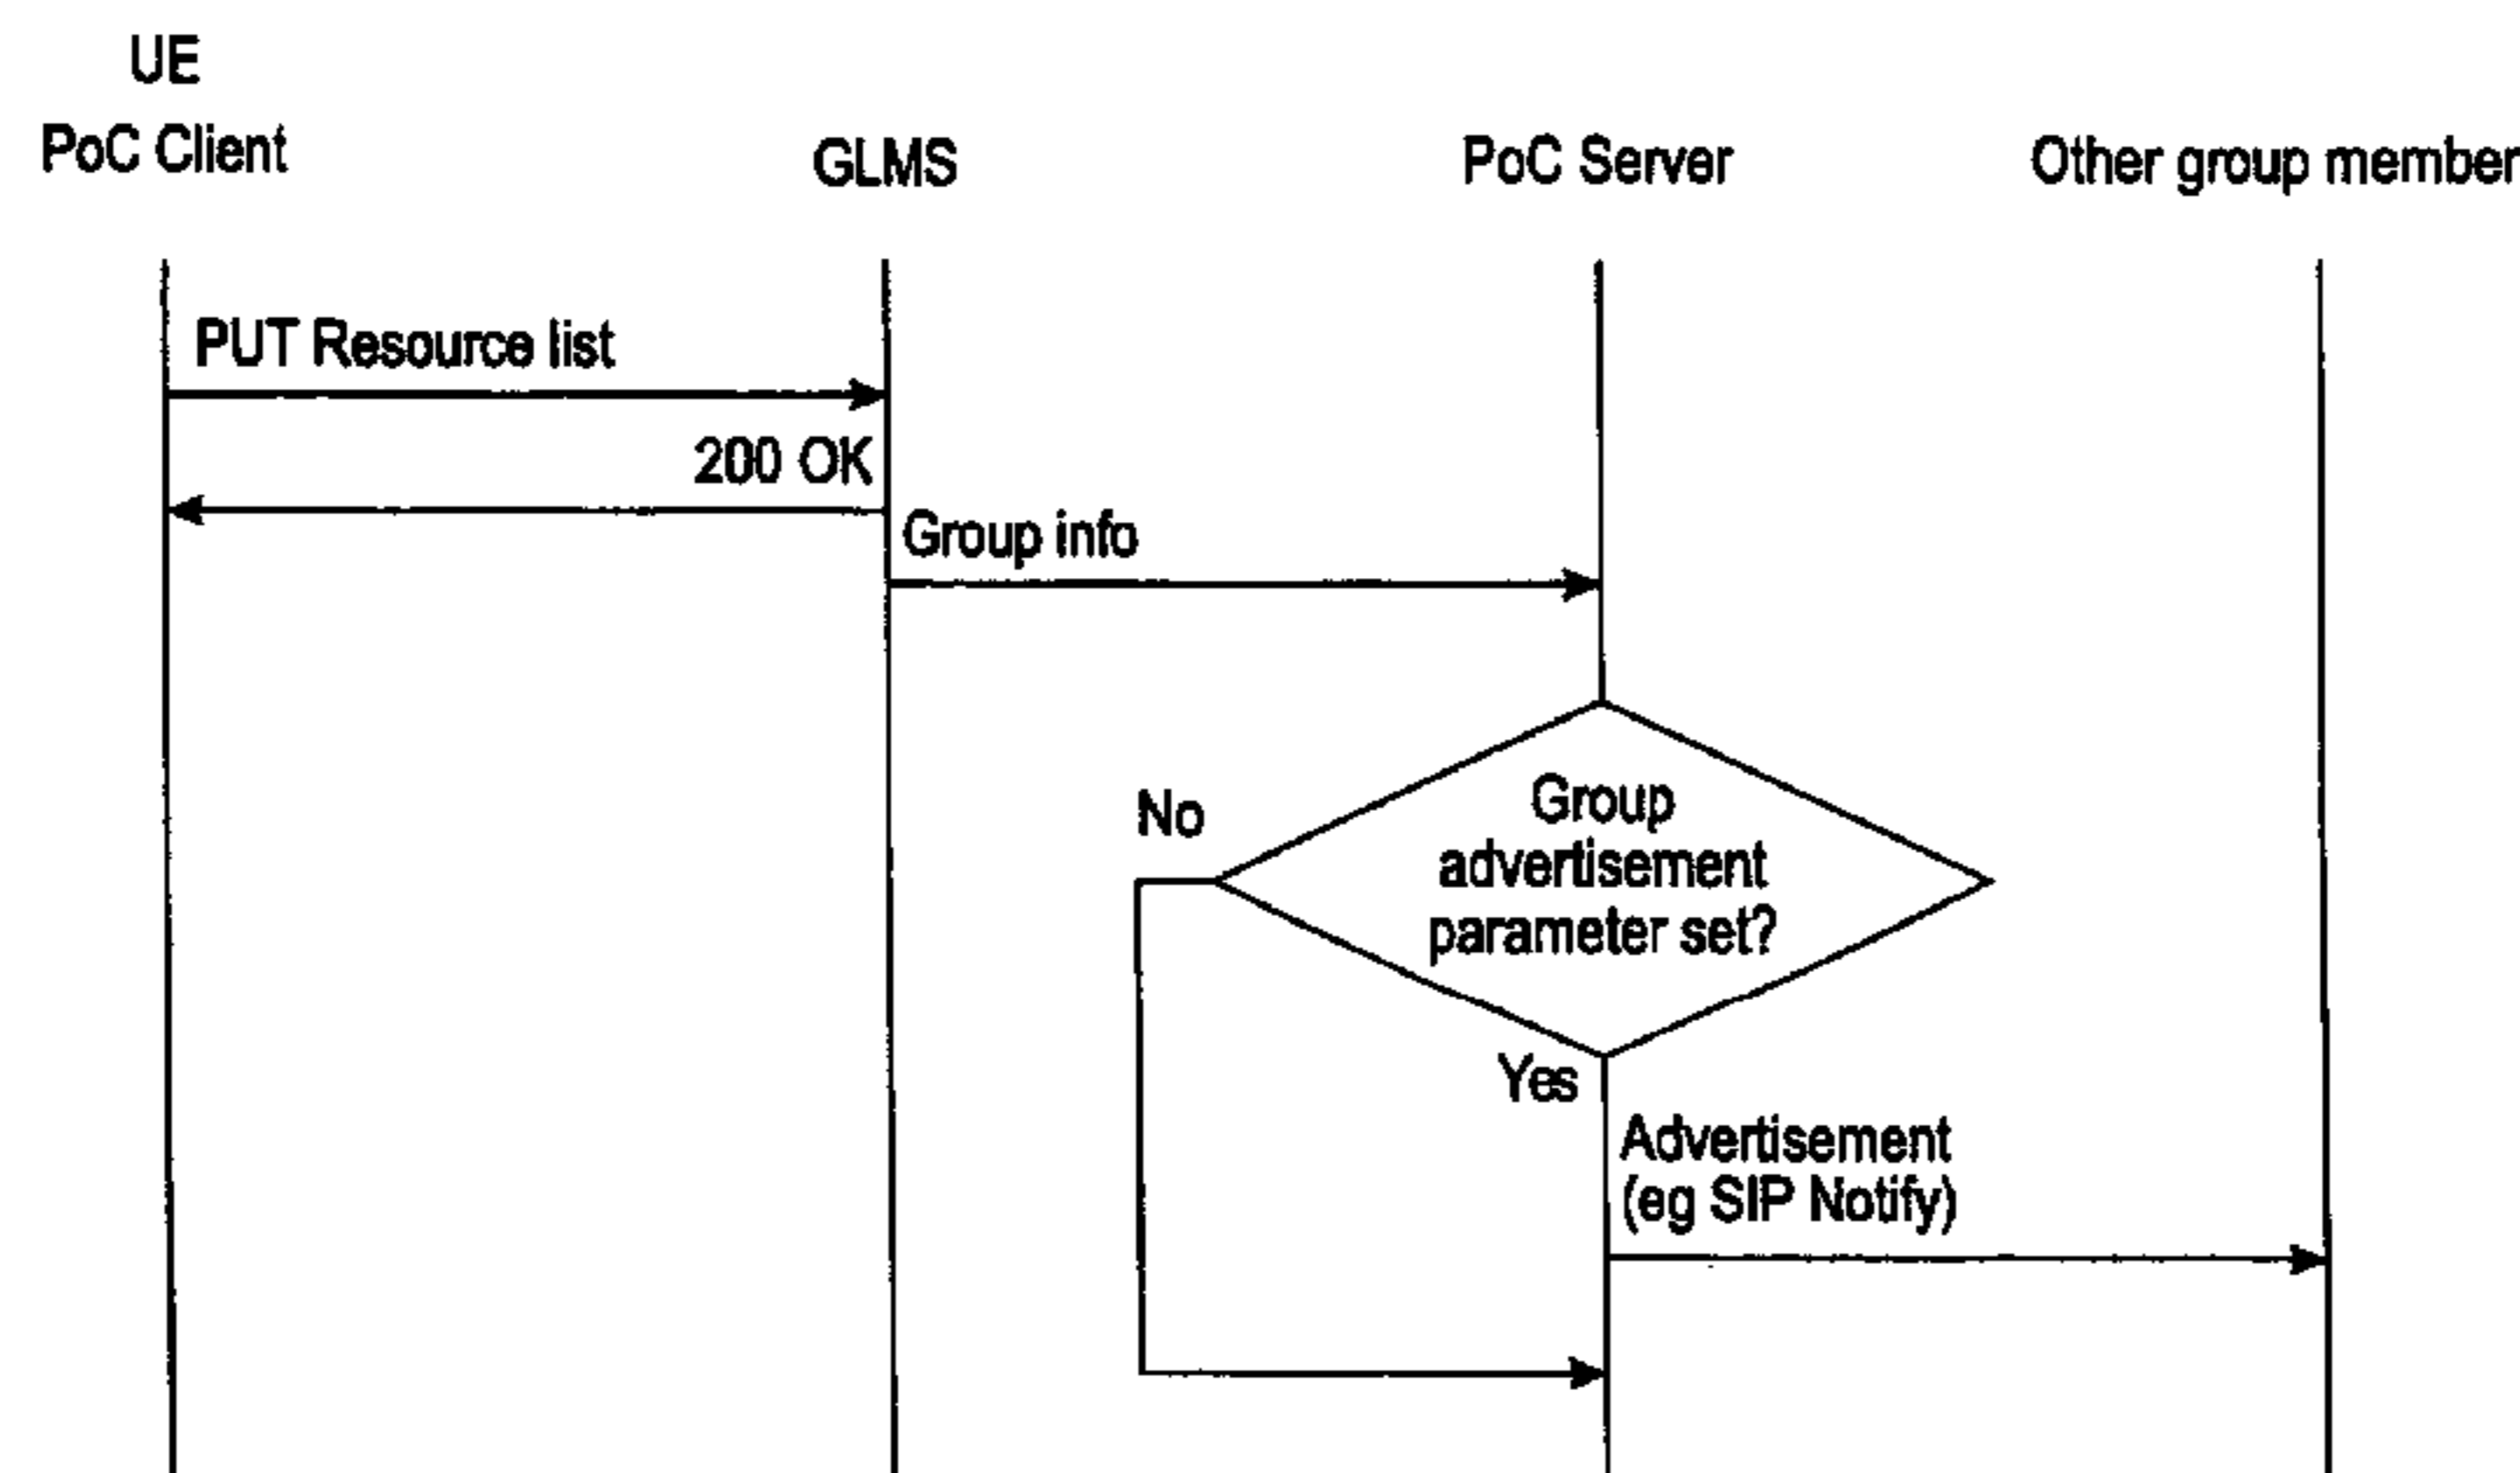 UE
PoC Client
GLMS
PoC Server
Other group member
PUT Resource list
200 OK
Group info
No
Group
advertisement
parameter set?
Yes
Advertisement
(eg SIP Notify)